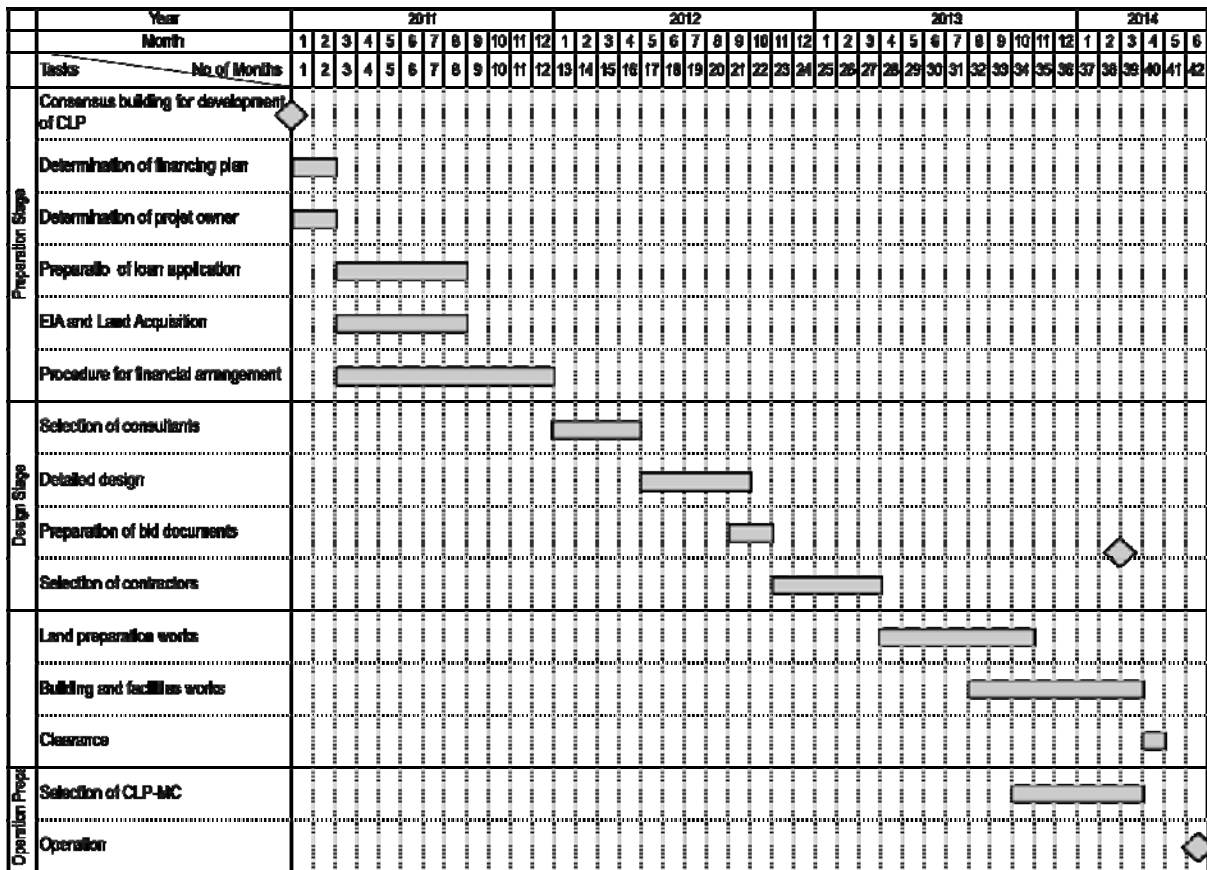 Year 2011 2012 2013 2014
Month 1 2 3 4 5 6 7 8 9 10 11 12 1 2 3 4 5 6 7 8 9 10 11 12 1 2 3 4 5 6 7 8 9 10 11 12 1 2 3 4 5 6
Tasks No of Months 1 2 3 4 5 6 7 8 9 10 11 12 13 14 15 16 17 18 19 20 21 22 23 24 25 26 27 28 29 30 31 32 33 34 35 36 37 38 39 40 41 42
Preparation Stage
Consensus building for development
of CLP
Determination of financing plan
Determination of projet owner
Preparatio of loan application
EIA and Land Acquisition
Procedure for financial arrangement
Design Stage
Selection of consultants
Detailed design
Preparation of bid documents
Selection of contractors
Land preparation works
Building and facilities works
Clearance
Operation Prepa
Selection of CLP-MC
Operation